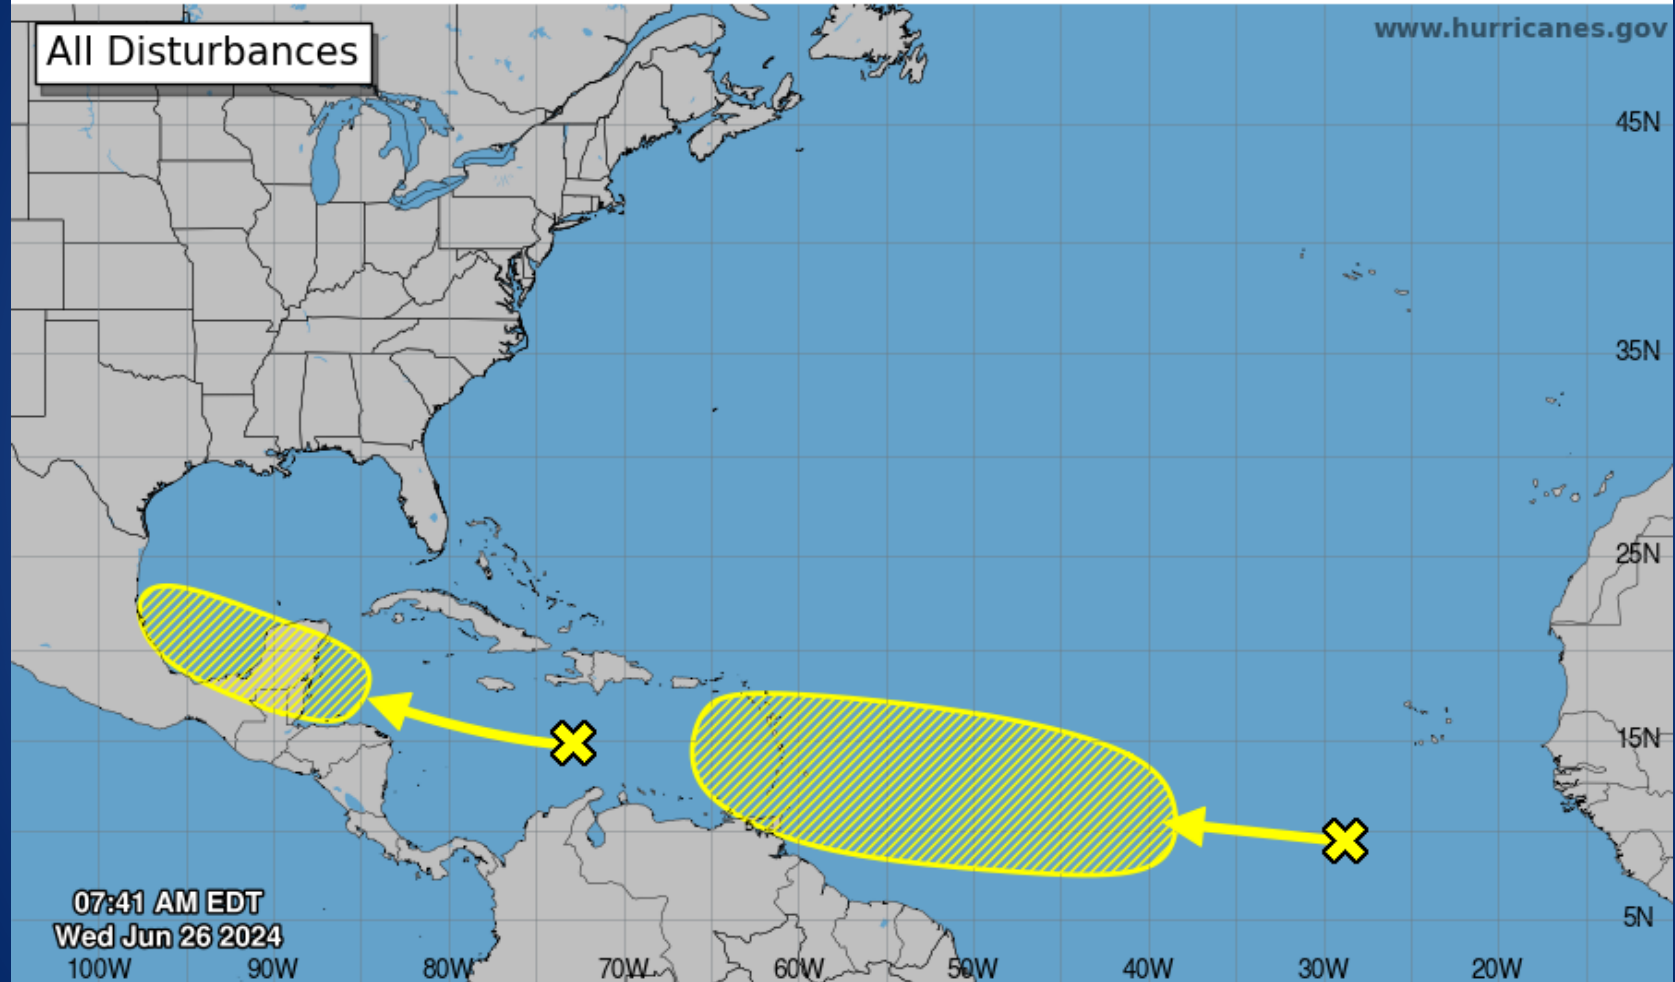 All Disturbances
www.hurricanes.gov
45N
35N
25N
15N
5N
07:41 AM EDT
Wed Jun 26 2024
100W 90W 80W 70W 60W 50W 40W 30W 20W